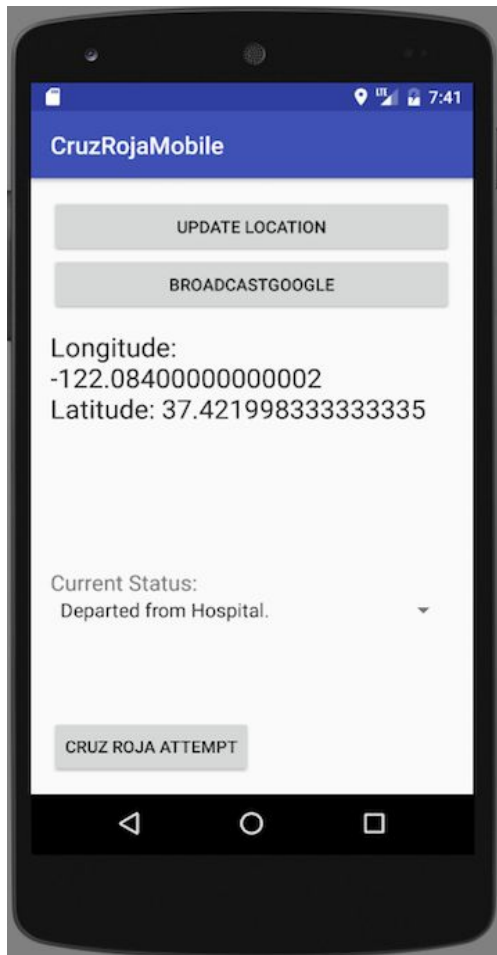 LTE 7:41
CruzRojaMobile
UPDATE LOCATION
BROADCASTGOOGLE
Longitude:
-122.08400000000002
Latitude: 37.421998333333335
Current Status:
Departed from Hospital.
CRUZ ROJA ATTEMPT